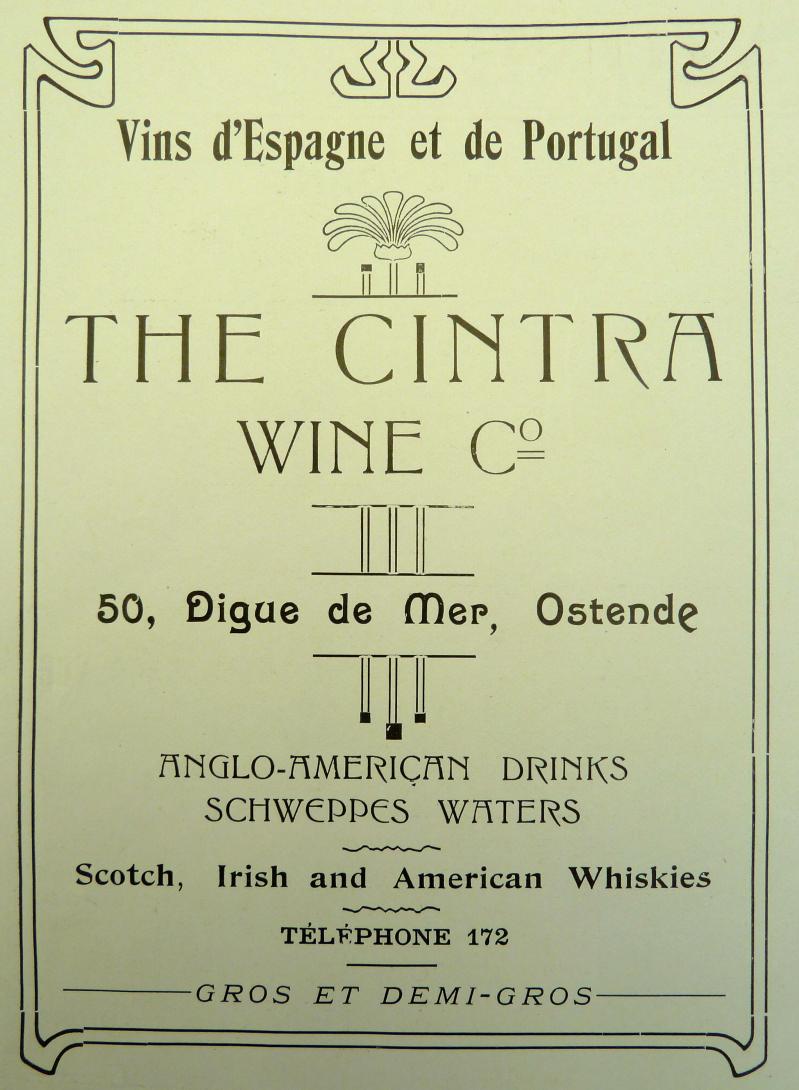 Vins d'Espagne et de Portugal
THE CINTRA
WINE Cº
50, Digue de Mer, Ostende
ANGLO-AMERIÇAN DRINKS
SCHWEPPES WATERS
Scotch, Irish and American Whiskies
TÉLÉPHONE 172
GROS ET DEMI-GROS